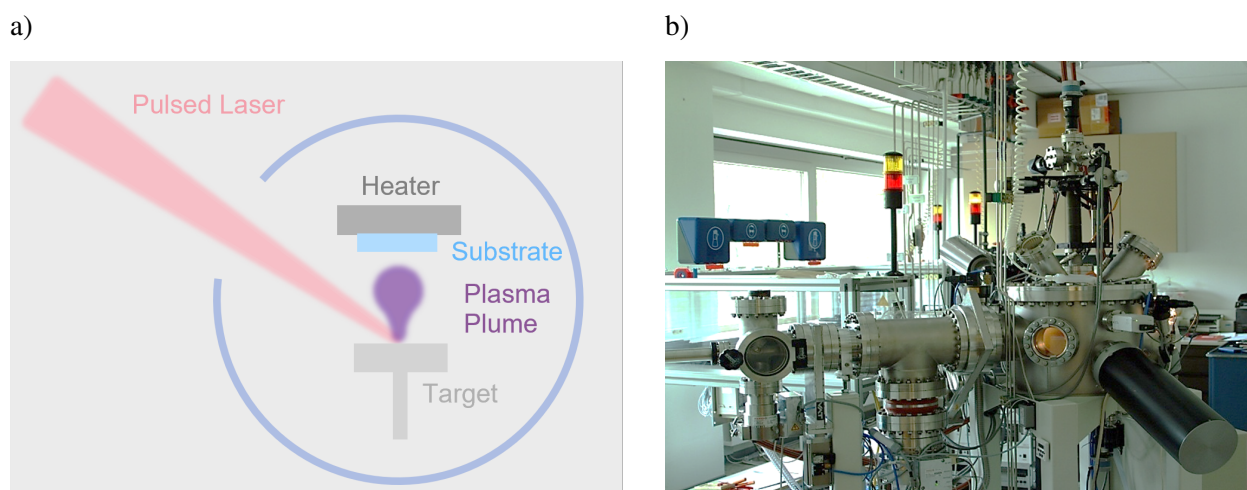 a)
b)
Pulsed Laser
Heater
Substrate
Plasma
Plume
Target